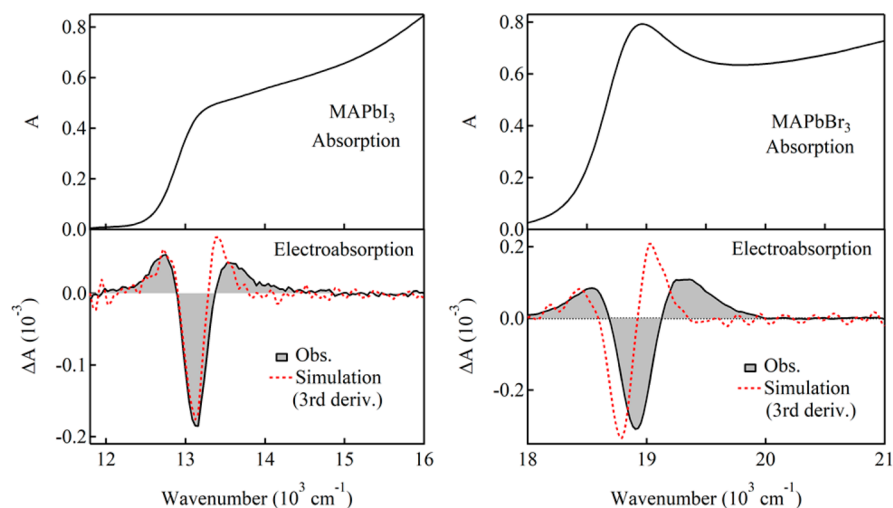 0.8
0.6
0.4
0.2
0.0
A
MAPbI₃
Absorption
0.0
-0.1
-0.2
ΔA (10⁻³)
Electroabsorption
Obs.
Simulation
(3rd deriv.)
12 13 14 15 16
Wavenumber (10³ cm⁻¹)
0.8
0.6
0.4
0.2
0.0
A
MAPbBr₃
Absorption
0.2
0.0
-0.2
ΔA (10⁻³)
Electroabsorption
Obs.
Simulation
(3rd deriv.)
18 19 20 21
Wavenumber (10³ cm⁻¹)